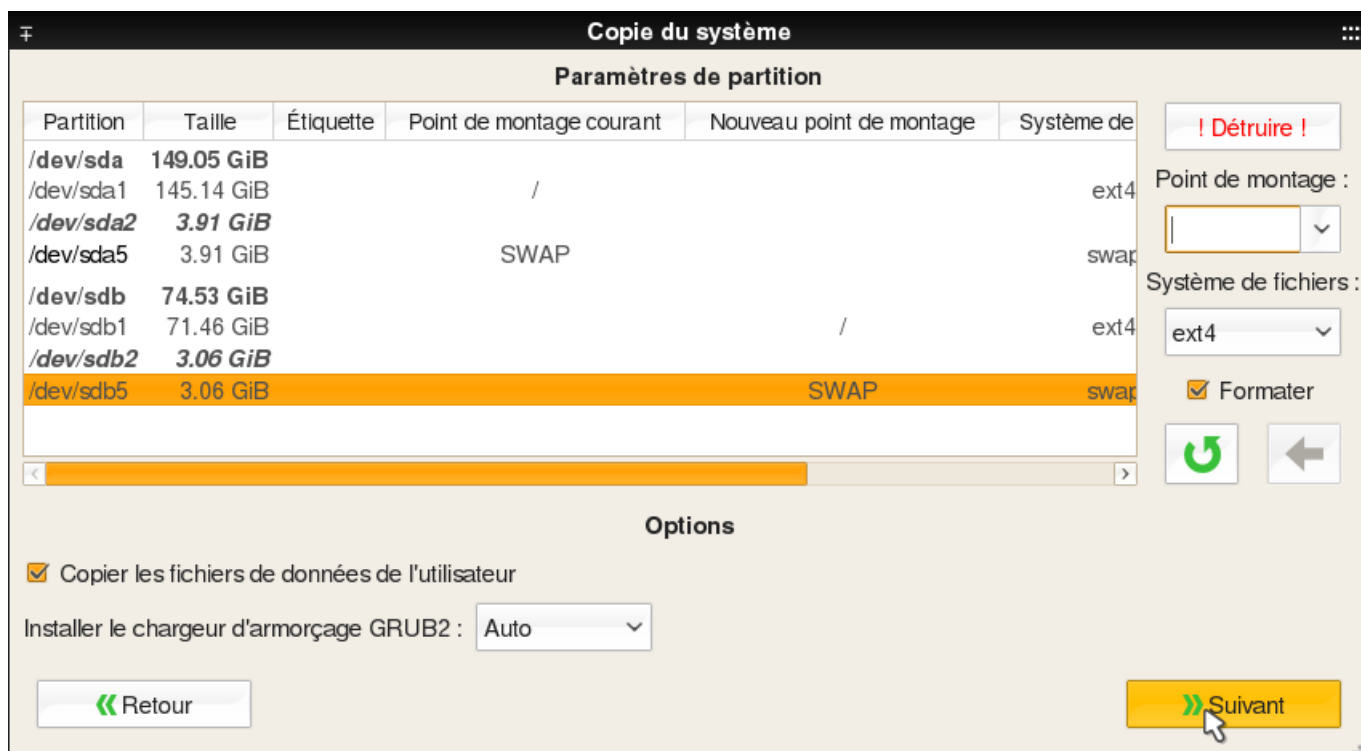 Copie du système
Paramètres de partition
Partition Taille Étiquette Point de montage courant Nouveau point de montage Système de
/dev/sda 149.05 GiB
/dev/sda1 145.14 GiB / ext4
/dev/sda2 3.91 GiB
/dev/sda5 3.91 GiB SWAP swap
/dev/sdb 74.53 GiB
/dev/sdb1 71.46 GiB / ext4
/dev/sdb2 3.06 GiB
/dev/sdb5 3.06 GiB SWAP swap
! Détruire !
Point de montage :
Système de fichiers :
ext4
Formater
Options
Copier les fichiers de données de l'utilisateur
Installer le chargeur d'armorçage GRUB2 : Auto
Retour
Suivant